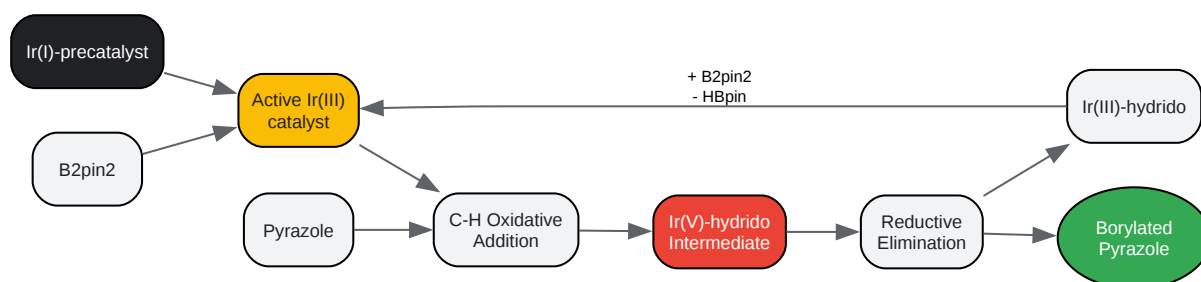 Ir(I)-precatalyst
B2pin2
Active Ir(III)
catalyst
+ B2pin2
- HBpin
Ir(III)-hydrido
Pyrazole
C-H Oxidative
Addition
Ir(V)-hydrido
Intermediate
Reductive
Elimination
Borylated
Pyrazole